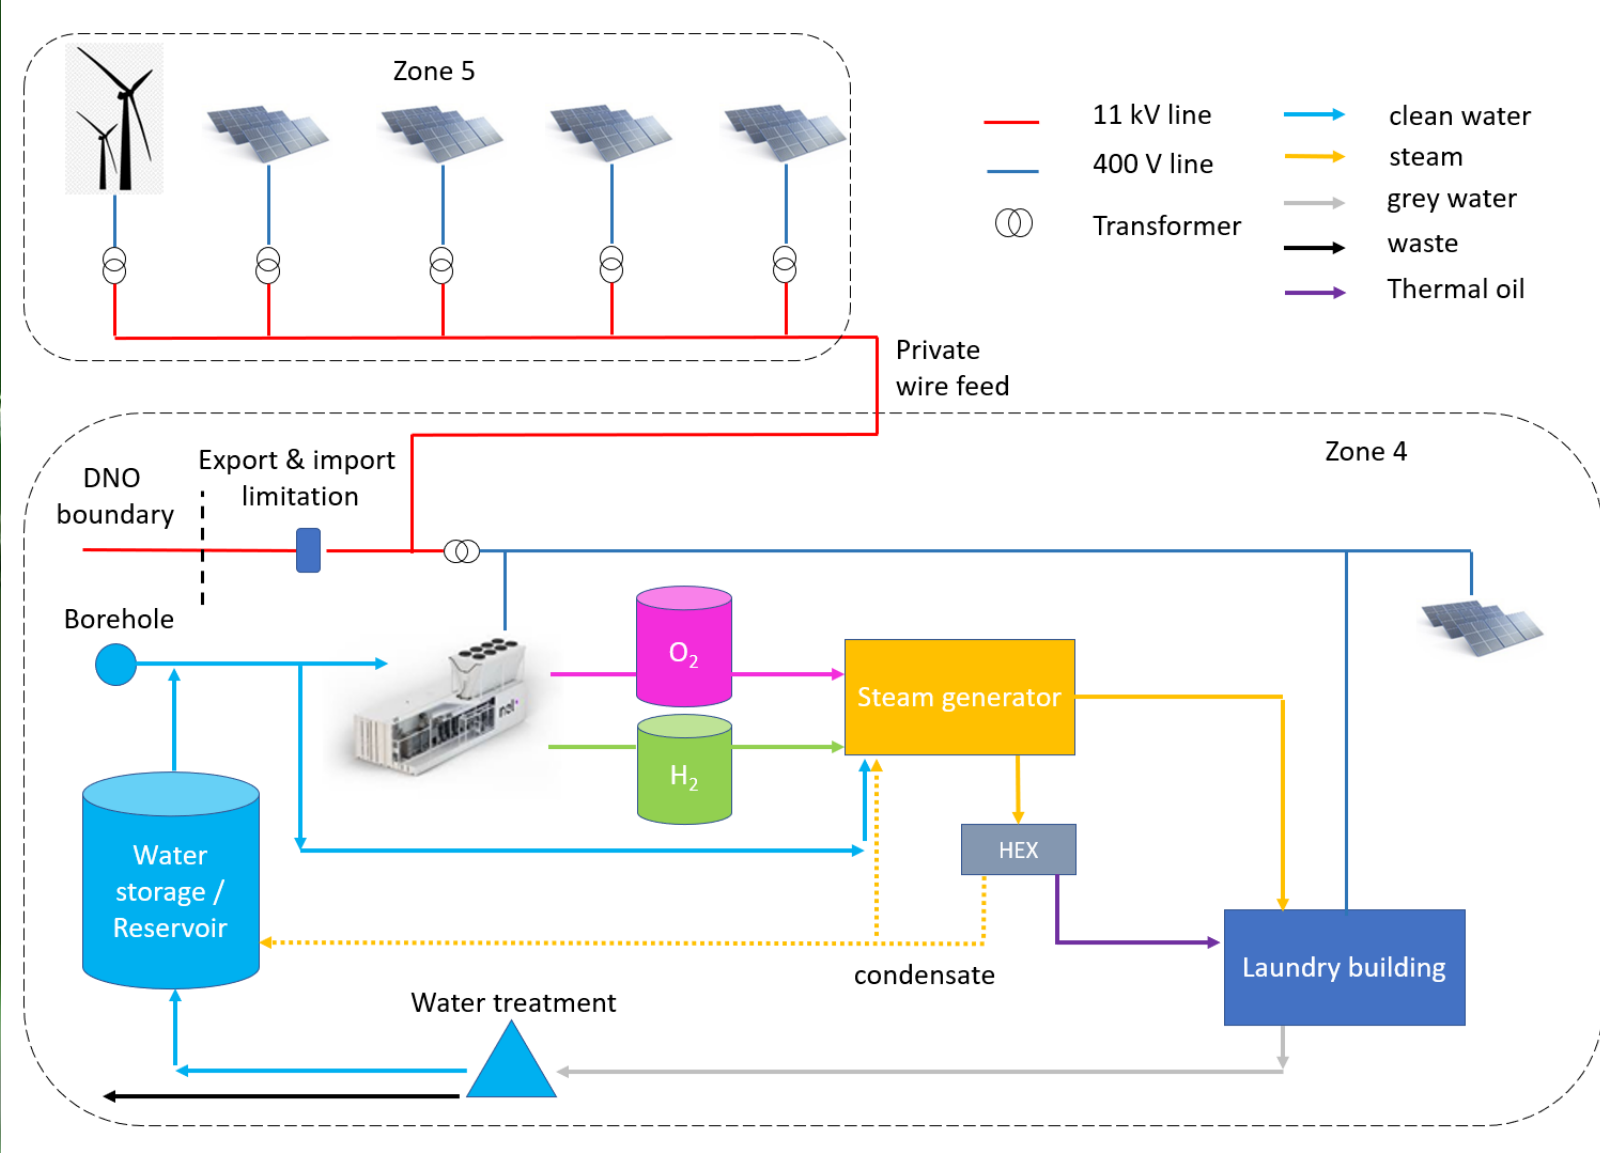 Zone 5
11 kV line
400 V line
Transformer
clean water
steam
grey water
waste
Thermal oil
Private
wire feed
Zone 4
DNO
boundary
Export & import
limitation
Borehole
O2
H2
nel
Steam generator
HEX
Water
storage /
Reservoir
condensate
Laundry building
Water treatment